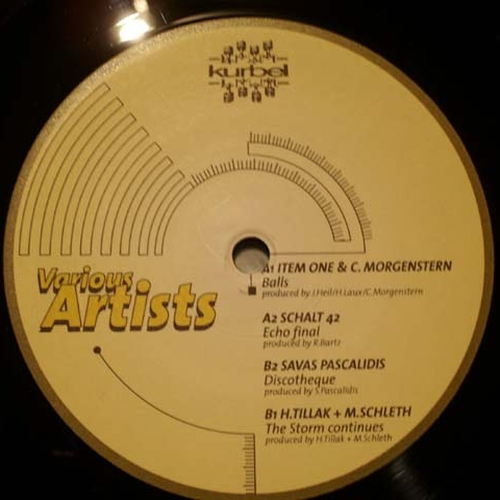 kurbel
Various
Artists
A1 ITEM ONE & C. MORGENSTERN
Balls
produced by J.Heil/H.Laux/C.Morgenstern
A2 SCHALT 42
Echo final
produced by R.Bartz
B2 SAVAS PASCALIDIS
Discotheque
produced by S.Pascalidis
B1 H.TILLAK + M.SCHLETH
The Storm continues
produced by H.Tillak + M.Schleth